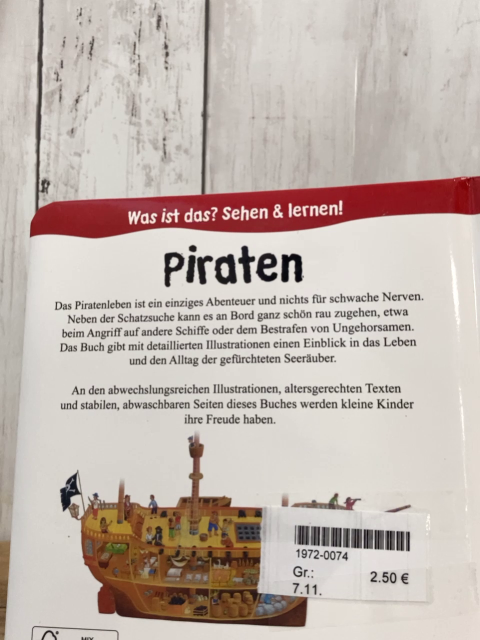 Was ist das? Sehen & lernen!
Piraten
Das Piratenleben ist ein einziges Abenteuer und nichts für schwache Nerven.
Neben der Schatzsuche kann es an Bord ganz schön rau zugehen, etwa
beim Angriff auf andere Schiffe oder dem Bestrafen von Ungehorsamen.
Das Buch gibt mit detaillierten Illustrationen einen Einblick in das Leben
und den Alltag der gefürchteten Seeräuber.
An den abwechslungsreichen Illustrationen, altersgerechten Texten
und stabilen, abwaschbaren Seiten dieses Buches werden kleine Kinder
ihre Freude haben.
1972-0074
Gr.:
7.11.
2.50 €
MIX